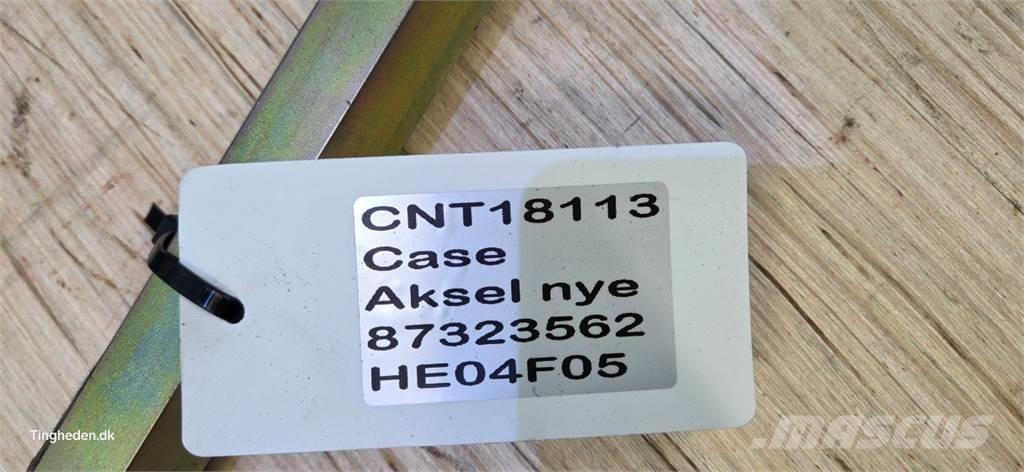 CNT18113
Case
Aksel nye
87323562
HE04F05
Tingheden.dk
MASCUS